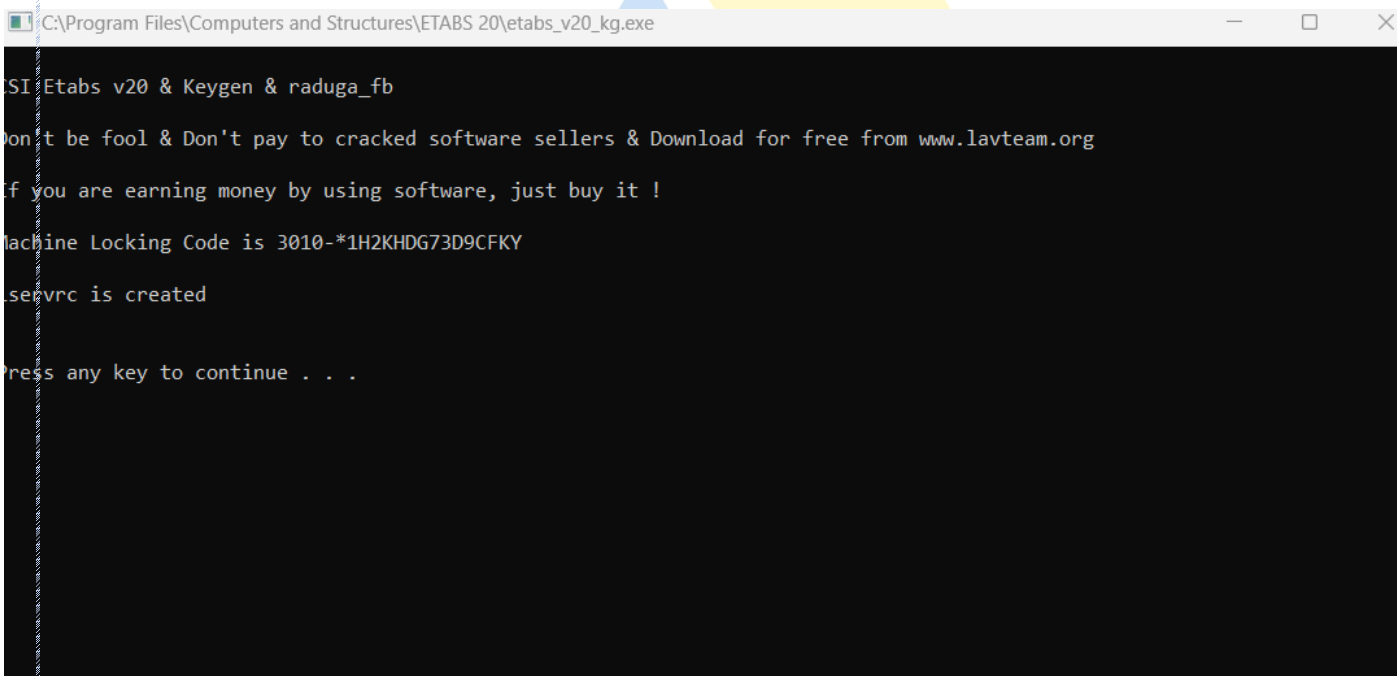 C:\Program Files\Computers and Structures\ETABS 20\etabs_v20_kg.exe
CSI Etabs v20 & Keygen & raduga_fb
Don't be fool & Don't pay to cracked software sellers & Download for free from www.lavteam.org
If you are earning money by using software, just buy it !
Machine Locking Code is 3010-*1H2KHDG73D9CFKY
lservrc is created
Press any key to continue . . .